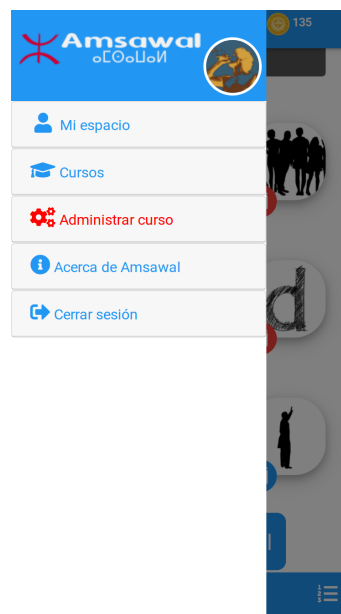 Amsawal
ⴰⵎⵙⴰⵡⴰⵍ
135
Mi espacio
Cursos
Administrar curso
Acerca de Amsawal
Cerrar sesión
d